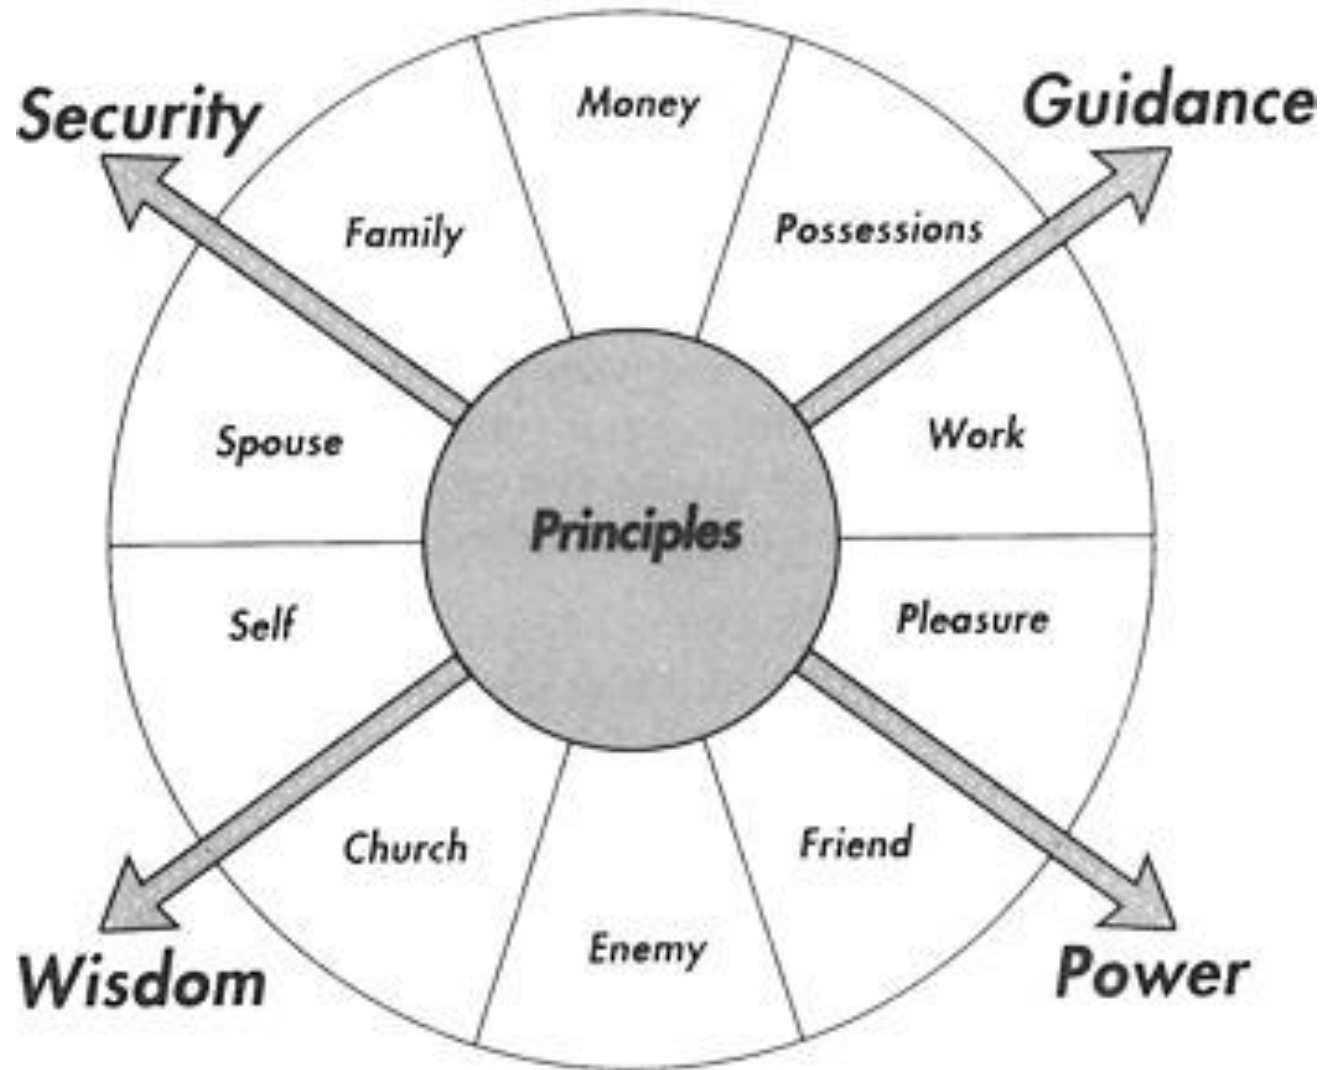 Security
Guidance
Money
Family
Possessions
Spouse
Work
Principles
Self
Pleasure
Church
Friend
Enemy
Wisdom
Power